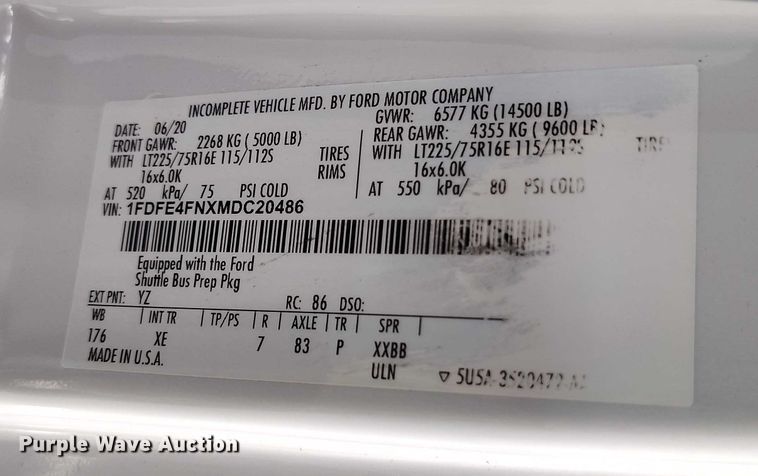 INCOMPLETE VEHICLE MFD. BY FORD MOTOR COMPANY
DATE: 06/20 GVWR: 6577 KG (14500 LB)
FRONT GAWR: 2268 KG ( 5000 LB) REAR GAWR: 4355 KG ( 9600 LB)
WITH LT225/75R16E 115/112S TIRES WITH LT225/75R16E 115/112S TIRES
16x6.0K RIMS 16x6.0K
AT 520 kPa/ 75 PSI COLD AT 550 kPa/ 80 PSI COLD
VIN: 1FDFE4FNXMDC20486
Equipped with the Ford
Shuttle Bus Prep Pkg
EXT PNT: YZ RC: 86 DSO:
WB INT TR TP/PS R AXLE TR SPR
176 XE 7 83 P XXBB
MADE IN U.S.A. ULN
Purple Wave Auction